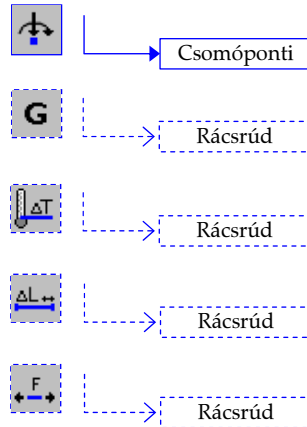 Csomóponti
G
Rácsrúd
ΔT
Rácsrúd
ΔL
Rácsrúd
F
Rácsrúd